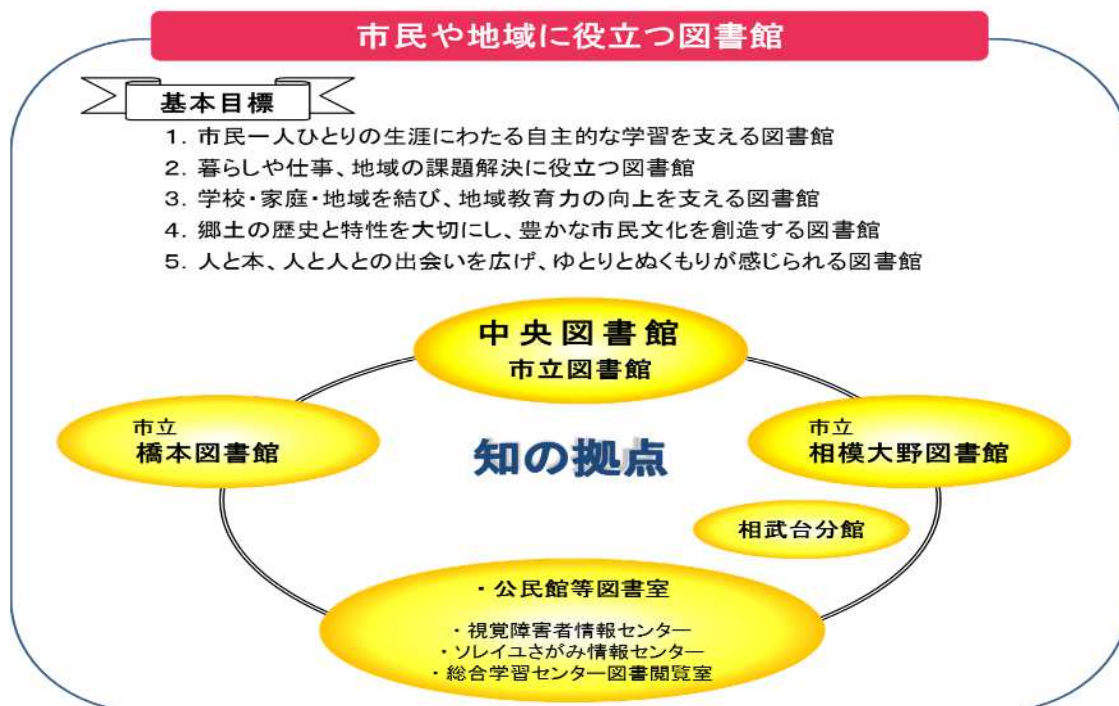 市民や地域に役立つ図書館
基本目標
1. 市民一人ひとりの生涯にわたる自主的な学習を支える図書館
2. 暮らしや仕事、地域の課題解決に役立つ図書館
3. 学校・家庭・地域を結び、地域教育力の向上を支える図書館
4. 郷土の歴史と特性を大切にし、豊かな市民文化を創造する図書館
5. 人と本、人と人との出会いを広げ、ゆとりとぬくもりが感じられる図書館
中央図書館
市立図書館
市立
橋本図書館
知の拠点
市立
相模大野図書館
相武台分館
・公民館等図書室
・視覚障害者情報センター
・ソレイユさがみ情報センター
・総合学習センター図書閲覧室